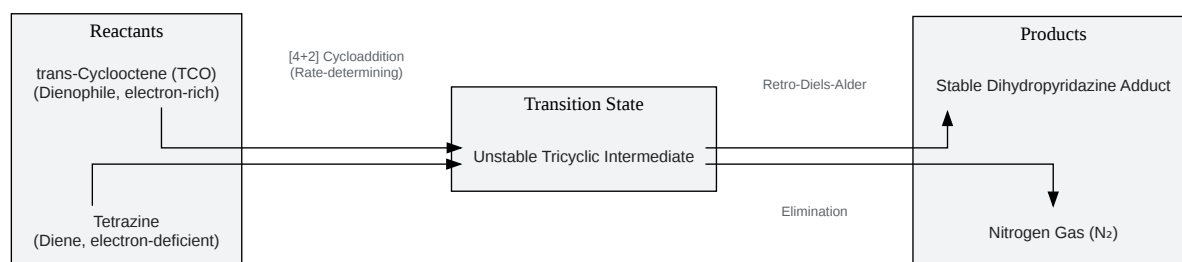 Reactants
trans-Cyclooctene (TCO)
(Dienophile, electron-rich)
Tetrazine
(Diene, electron-deficient)
[4+2] Cycloaddition
(Rate-determining)
Transition State
Unstable Tricyclic Intermediate
Retro-Diels-Alder
Elimination
Products
Stable Dihydropyridazine Adduct
Nitrogen Gas (N₂)